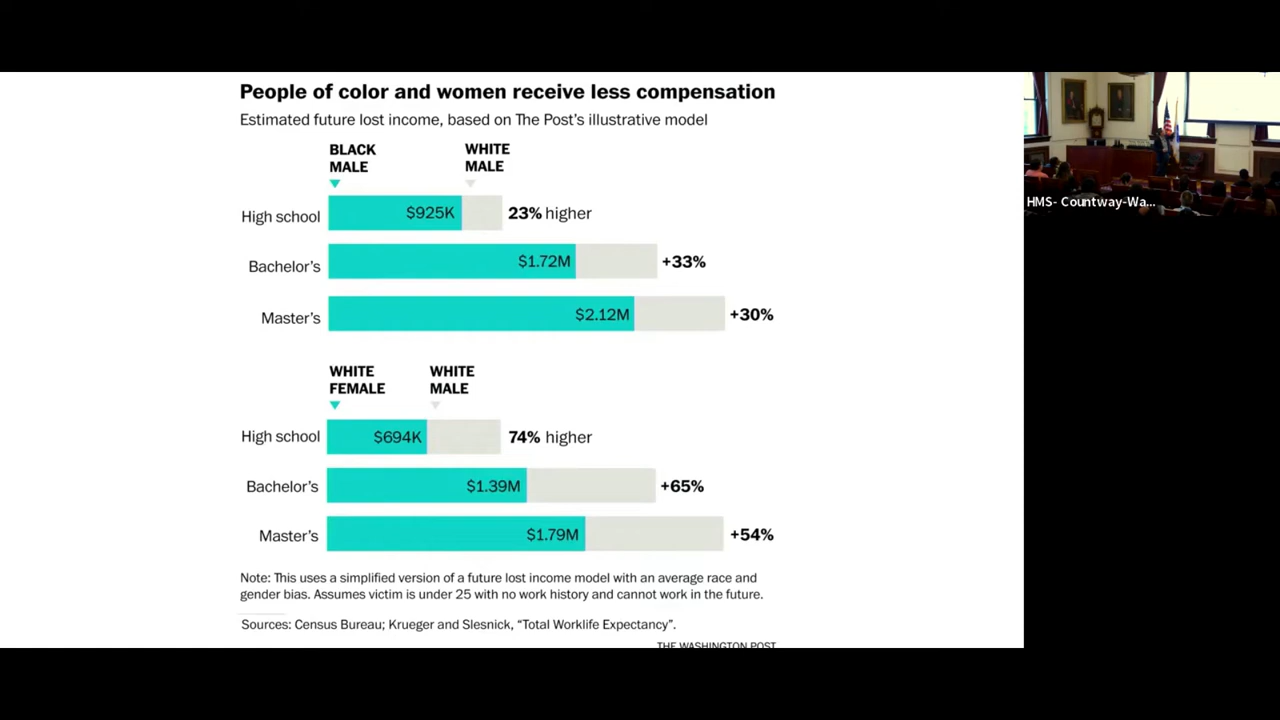 People of color and women receive less compensation
Estimated future lost income, based on The Post's illustrative model
BLACK
MALE
WHITE
MALE
High school
$925K
23% higher
Bachelor's
$1.72M
+33%
Master's
$2.12M
+30%
WHITE
FEMALE
WHITE
MALE
High school
$694K
74% higher
Bachelor's
$1.39M
+65%
Master's
$1.79M
+54%
Note: This uses a simplified version of a future lost income model with an average race and
gender bias. Assumes victim is under 25 with no work history and cannot work in the future.
Sources: Census Bureau; Krueger and Slesnick, “Total Worklife Expectancy”.
THE WASHINGTON POST
HMS- Countway-Wa...